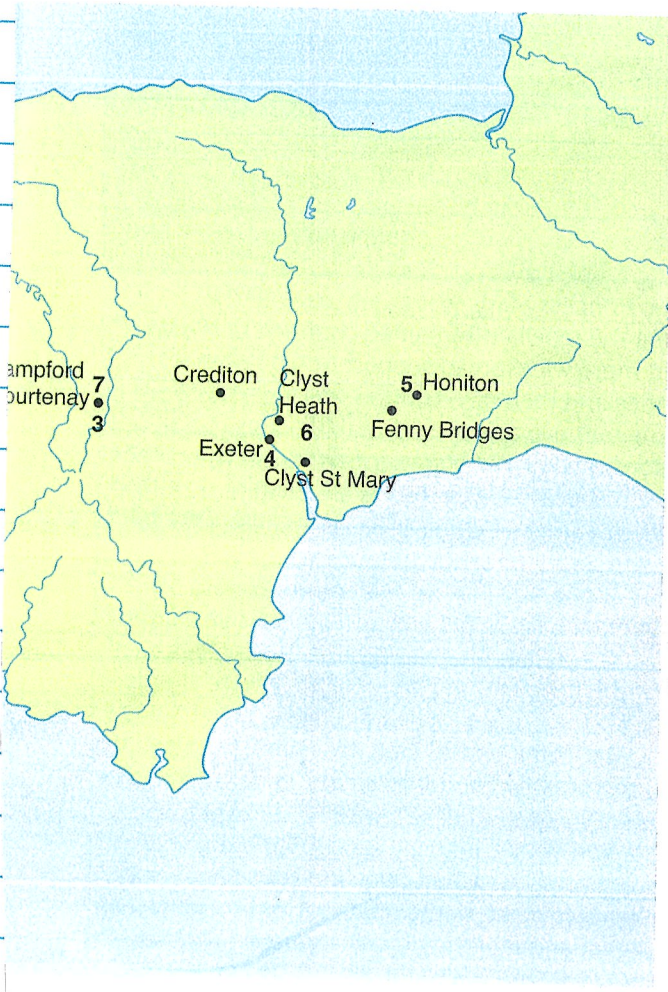 ampford
7
ourtenay
3
Crediton
Clyst
Heath
6
5 Honiton
Fenny Bridges
Exeter
4
Clyst St Mary